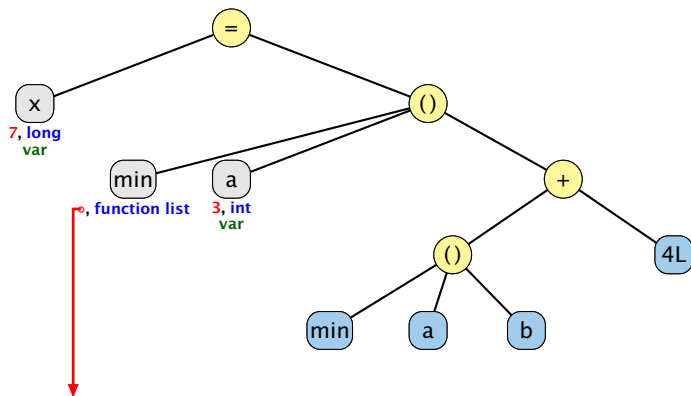 =
x
()
7, long
var
min
a
+
, function list
3, int
var
()
4L
min
a
b